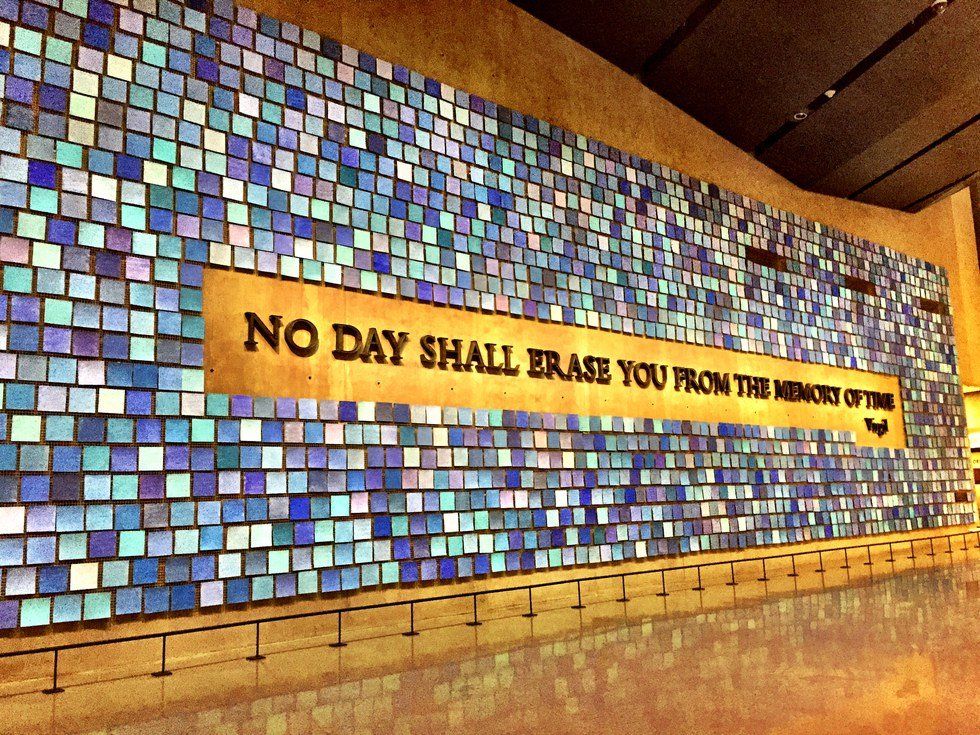 NO DAY SHALL ERASE YOU FROM THE MEMORY OF TIME
Virgil